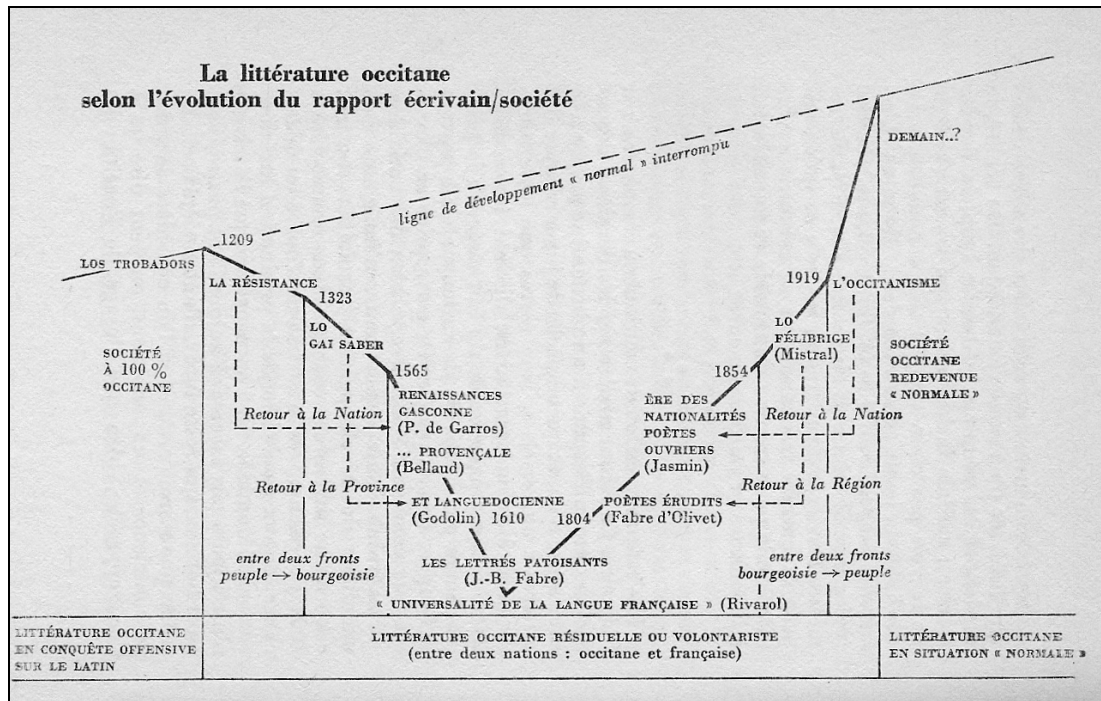 La littérature occitane
selon l'évolution du rapport écrivain/société
DEMAIN..?
ligne de développement « normal » interrompu
1209
LOS TROBADORS
LA RÉSISTANCE
1323
1919
L'OCCITANISME
LO
GAI SABER
LO
FÉLIBRIGE
(Mistral)
SOCIÉTÉ
À 100 %
OCCITANE
SOCIÉTÉ
OCCITANE
REDEVENUE
« NORMALE »
1565
1854
RENAISSANCES
GASCONNE
(P. de Garros)
Retour à la Nation
ÈRE DES
NATIONALITÉS
POÈTES
OUVRIERS
(Jasmin)
Retour à la Nation
... PROVENÇALE
(Bellaud)
Retour à la Province
Retour à la Région
ET LANGUEDOCIENNE
(Godolin) 1610
1804
POÈTES ÉRUDITS
(Fabre d'Olivet)
entre deux fronts
peuple → bourgeoisie
LES LETTRÉS PATOISANTS
(J.-B. Fabre)
entre deux fronts
bourgeoisie → peuple
« UNIVERSALITÉ DE LA LANGUE FRANÇAISE » (Rivarol)
LITTÉRATURE OCCITANE
EN CONQUÊTE OFFENSIVE
SUR LE LATIN
LITTÉRATURE OCCITANE RÉSIDUELLE OU VOLONTARISTE
(entre deux nations : occitane et française)
LITTÉRATURE OCCITANE
EN SITUATION « NORMALE »